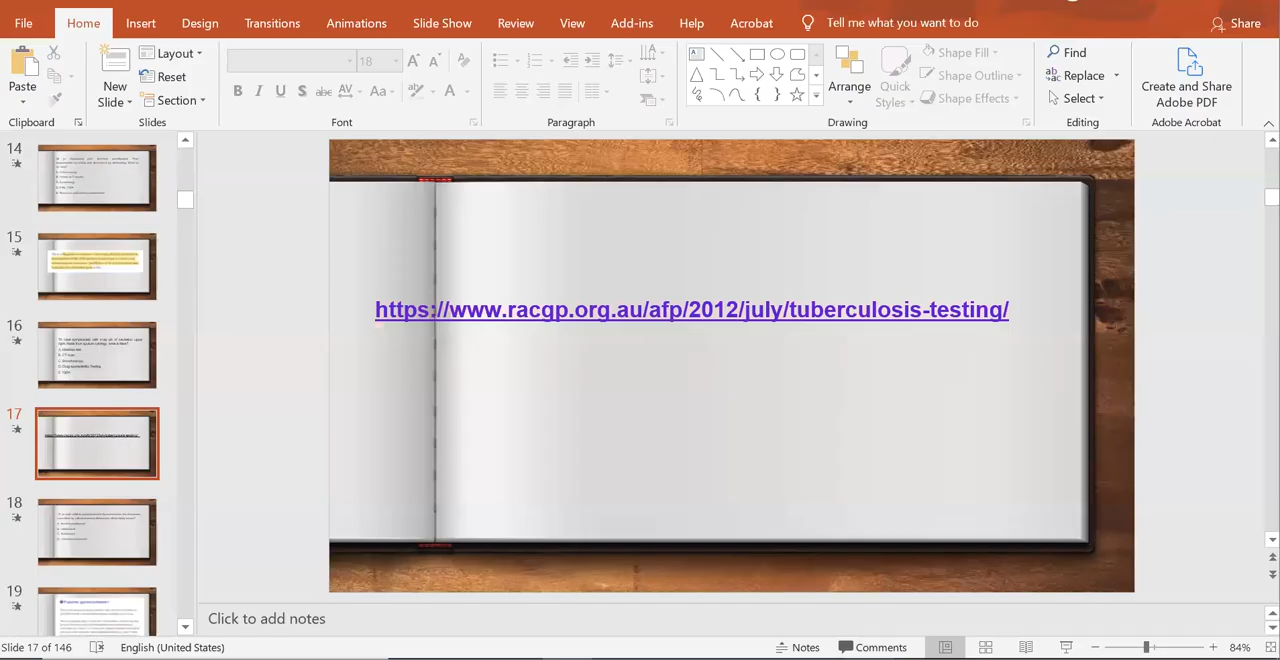 File Home Insert Design Transitions Animations Slide Show Review View Add-ins Help Acrobat Tell me what you want to do Share
Paste
Clipboard
New Slide
Layout
Reset
Section
Slides
18
B I U S abc AV Aa A
Font
Paragraph
Arrange
Quick Styles
Shape Fill
Shape Outline
Shape Effects
Drawing
Find
Replace
Select
Editing
Create and Share Adobe PDF
Adobe Acrobat
14
15
16
17
18
19
https://www.racgp.org.au/afp/2012/july/tuberculosis-testing/
Click to add notes
Slide 17 of 146 English (United States) Notes Comments 84%